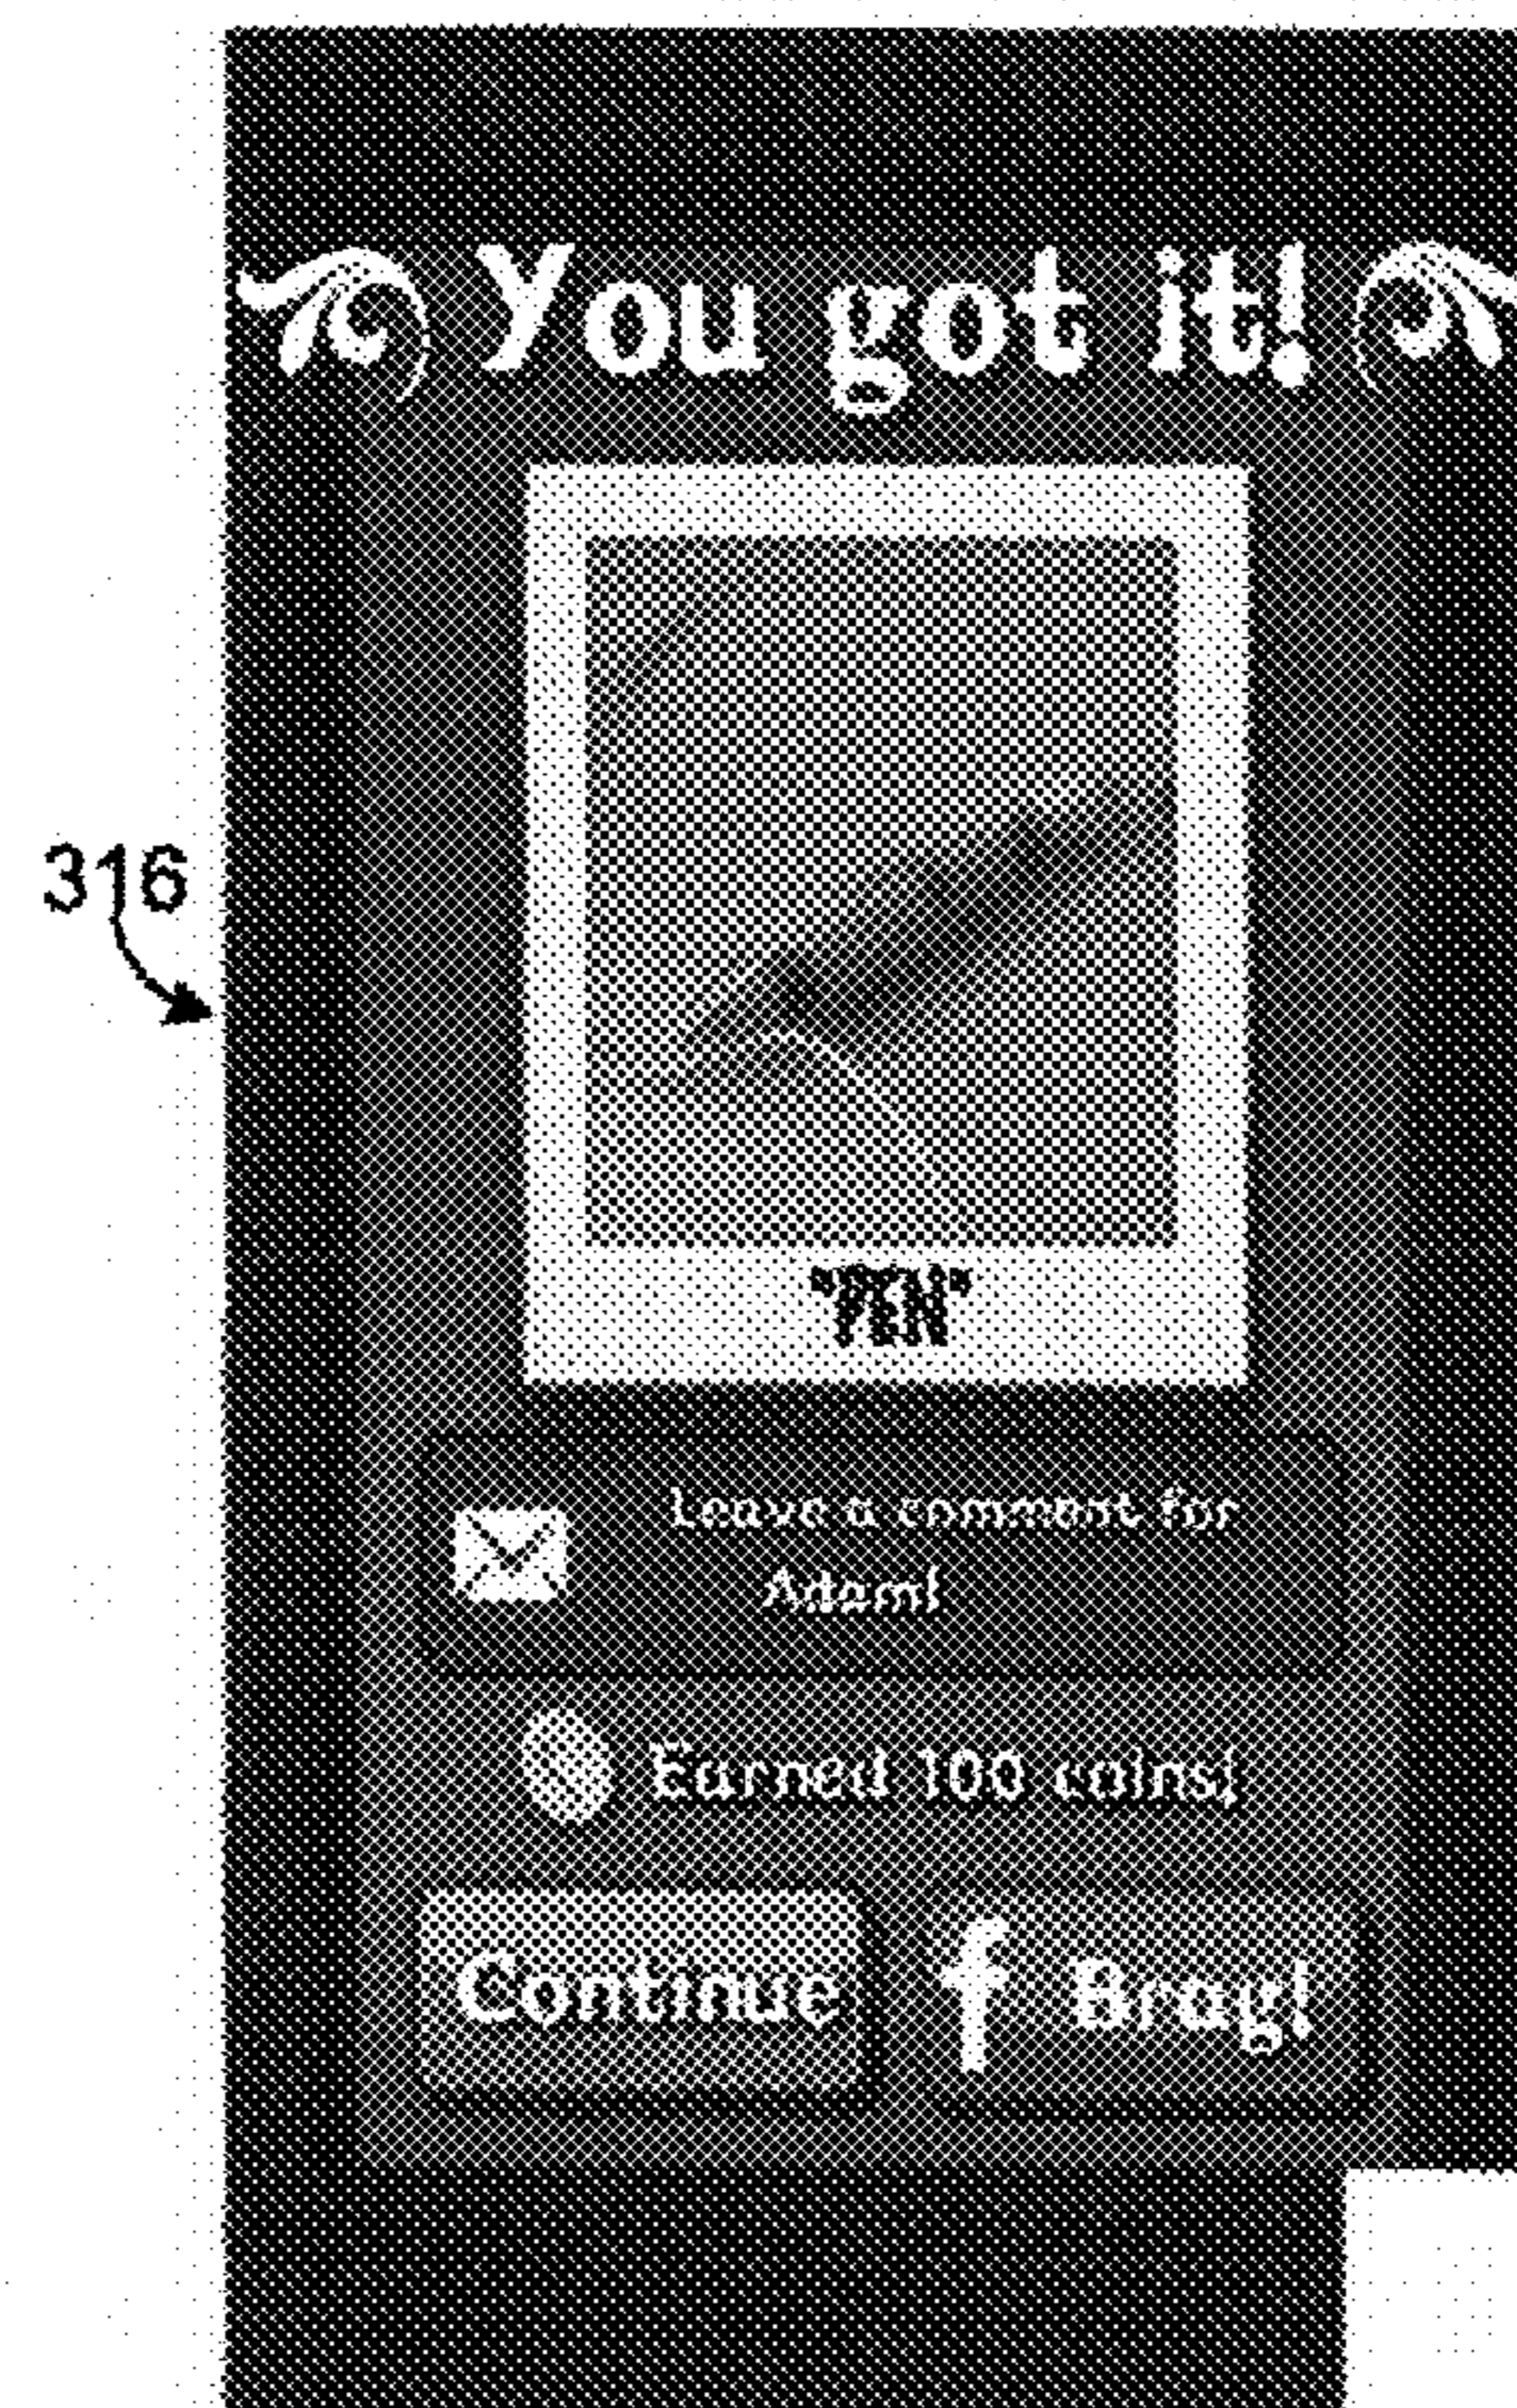 You got it!
316
"PEN"
Leave a comment for
Adam!
Earned 100 coins!
Continue
f Brag!